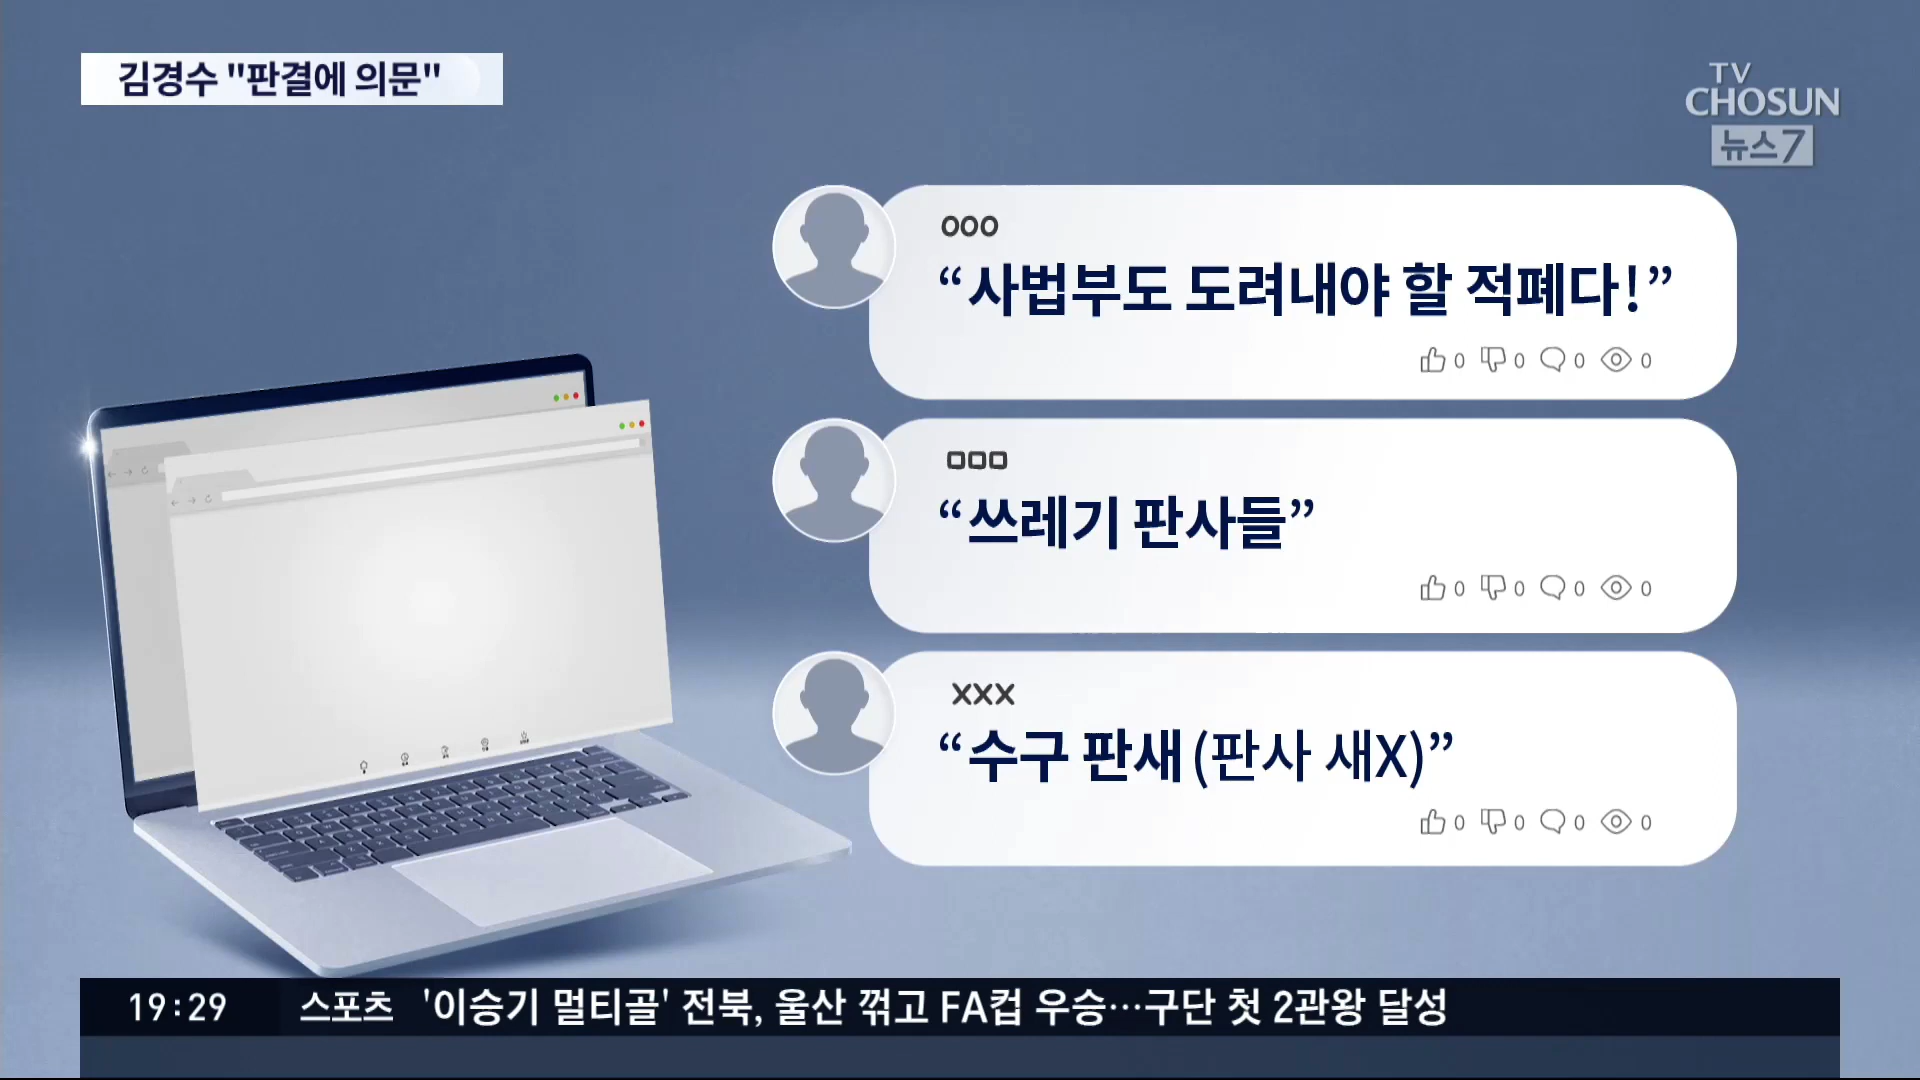 김경수 "판결에 의문"
TV
CHOSUN
뉴스7
OOO
“사법부도 도려내야 할 적폐다!”
0 0 0 0
ㅁㅁㅁ
“쓰레기 판사들”
0 0 0 0
XXX
“수구 판새(판사 새X)”
0 0 0 0
19:29 스포츠 '이승기 멀티골' 전북, 울산 꺾고 FA컵 우승…구단 첫 2관왕 달성